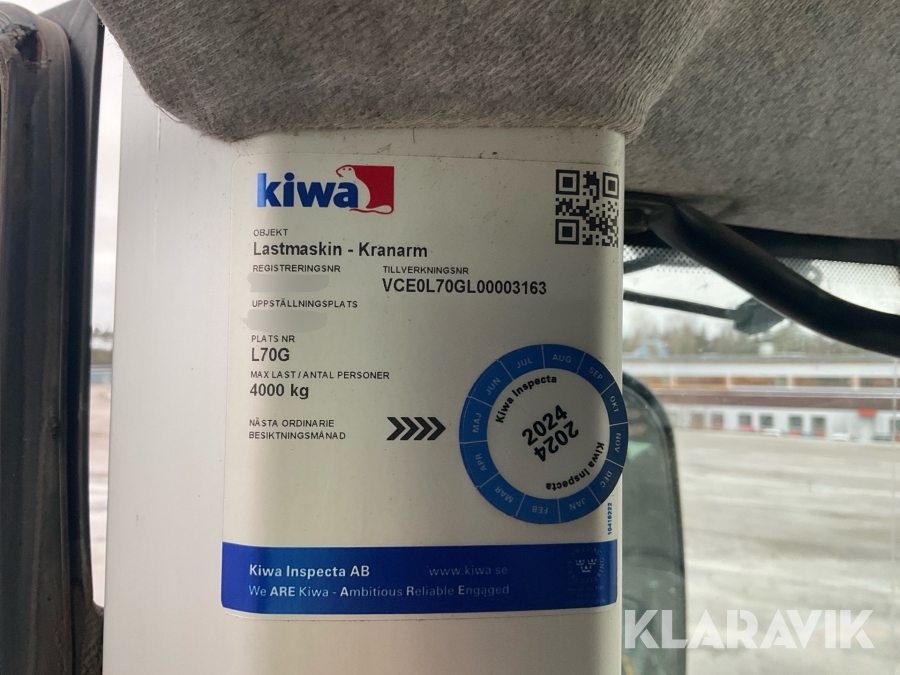 kiwa
OBJEKT
Lastmaskin - Kranarm
REGISTRERINGSNR
TILLVERKNINGSNR
VCE0L70GL00003163
UPPSTÄLLNINGSPLATS
PLATS NR
L70G
MAX LAST / ANTAL PERSONER
4000 kg
NÄSTA ORDINARIE
BESIKTNINGSMÅNAD
JAN
FEB
MAR
APR
MAJ
JUN
JUL
AUG
SEP
OKT
NOV
DEC
Kiwa Inspecta
2024
2024
Kiwa Inspecta
10418222
Kiwa Inspecta AB
www.kiwa.se
We ARE Kiwa - Ambitious Reliable Engaged
KLARAVIK